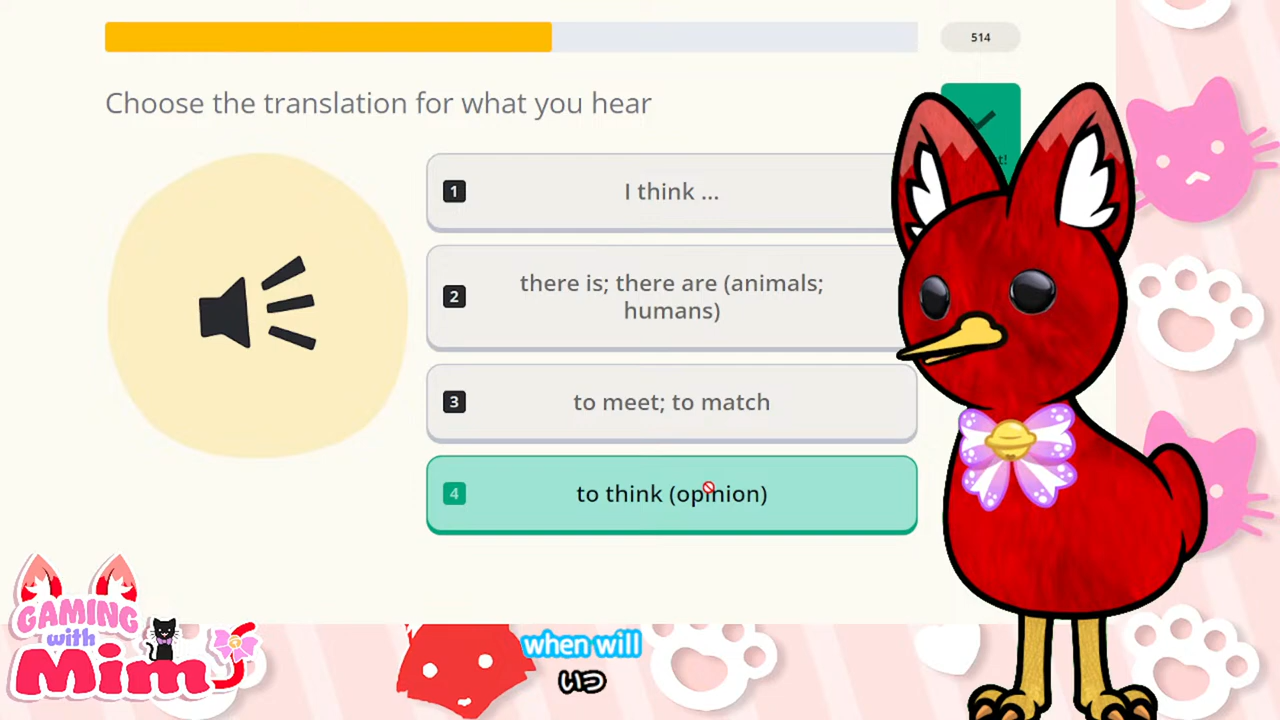 514
Choose the translation for what you hear
1 I think ...
2 there is; there are (animals;
humans)
3 to meet; to match
4 to think (opinion)
GAMING
with
Mim
when will
いつ